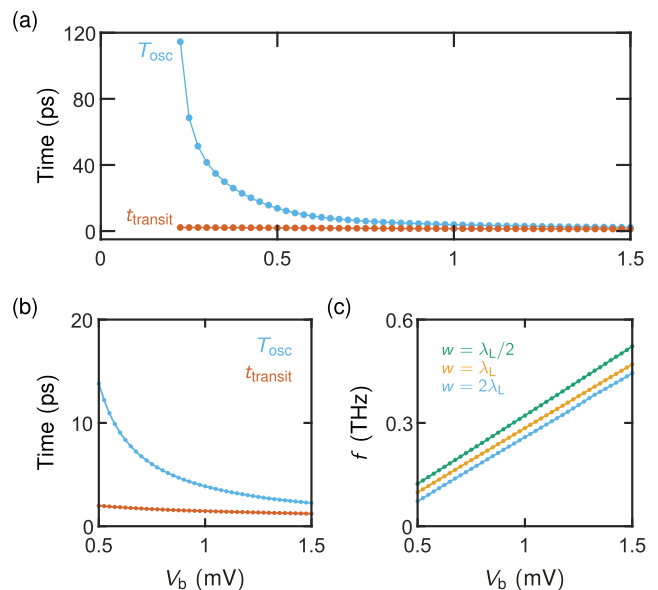 (a)
120
80
40
0
Time (ps)
T_osc
t_transit
0
0.5
1
1.5
(b)
20
10
0
Time (ps)
T_osc
t_transit
0.5
1
1.5
V_b (mV)
(c)
0.6
0.3
0
f (THz)
w = λ_L/2
w = λ_L
w = 2λ_L
0.5
1
1.5
V_b (mV)